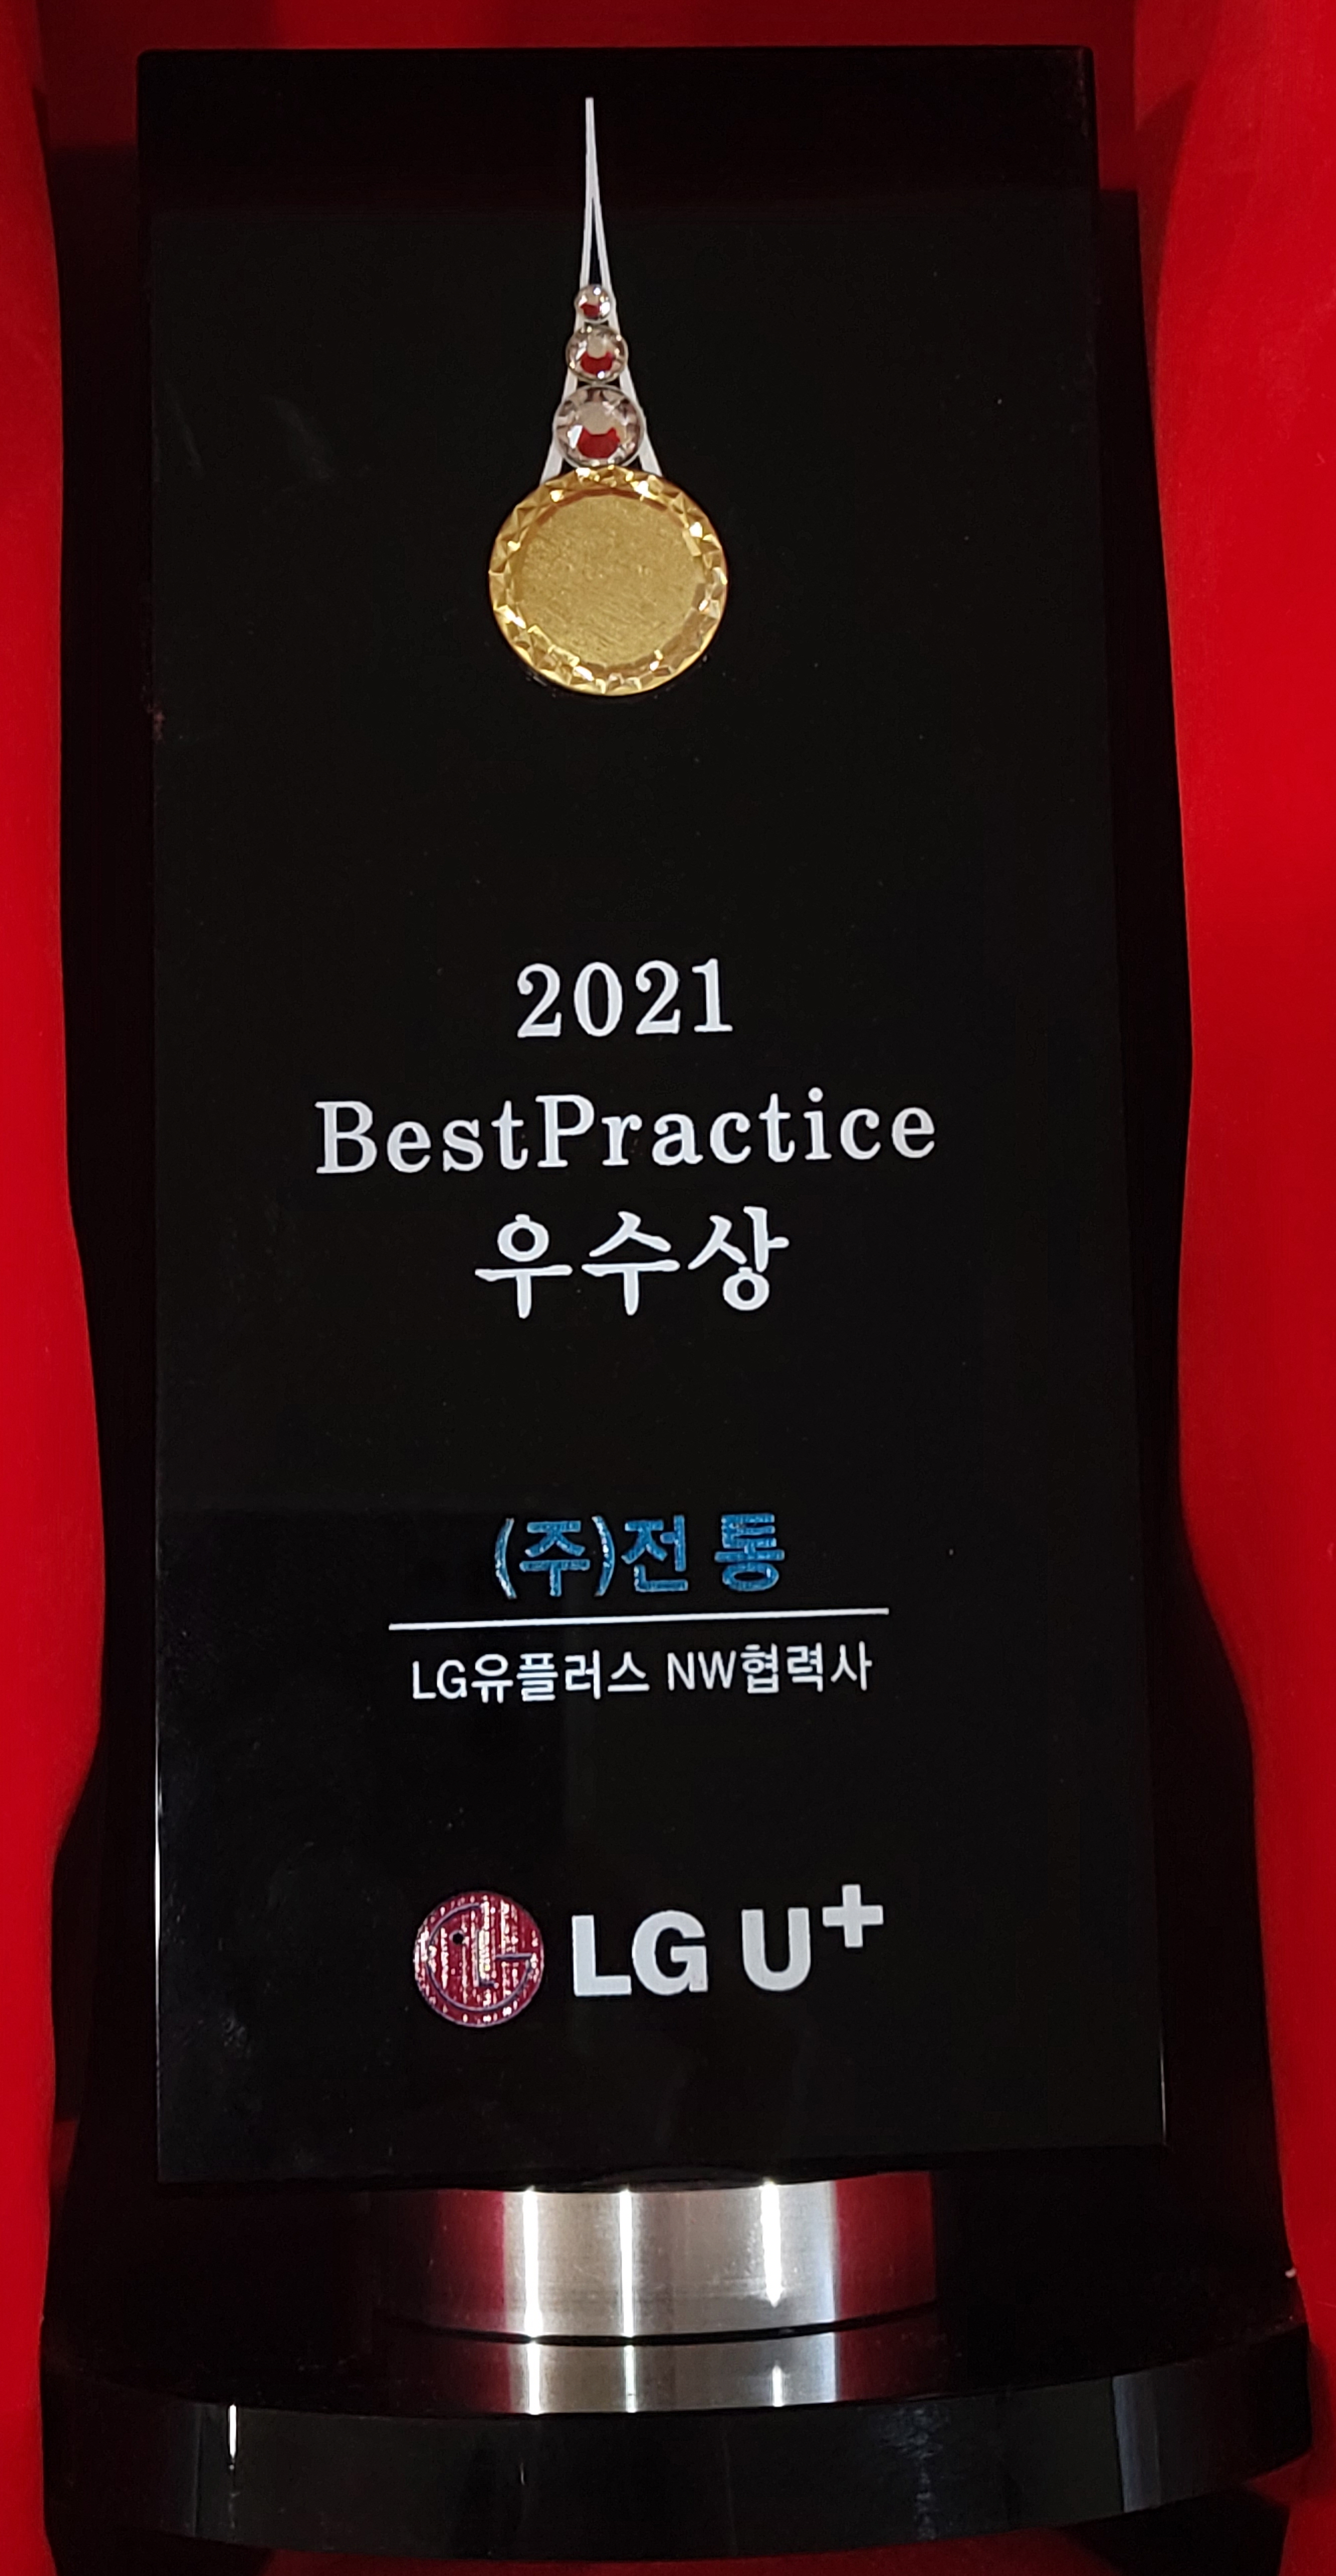 2021
BestPractice
우수상
(주)전 통
LG유플러스 NW협력사
LG U+